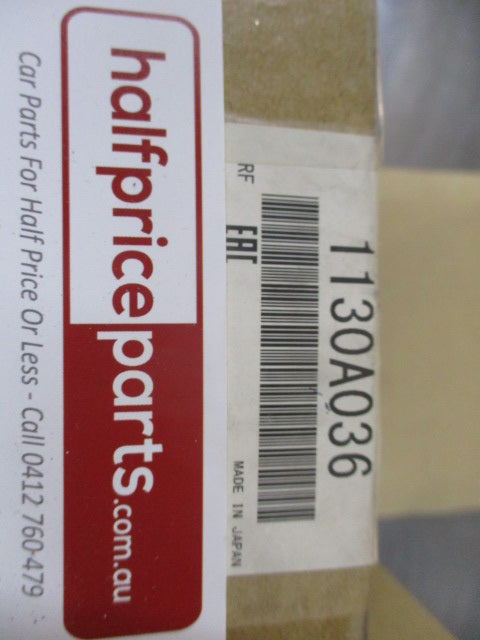 1130A036
RF
EAC
MADE IN JAPAN
halfpriceparts.com.au
Car Parts For Half Price Or Less - Call 0412 760 479